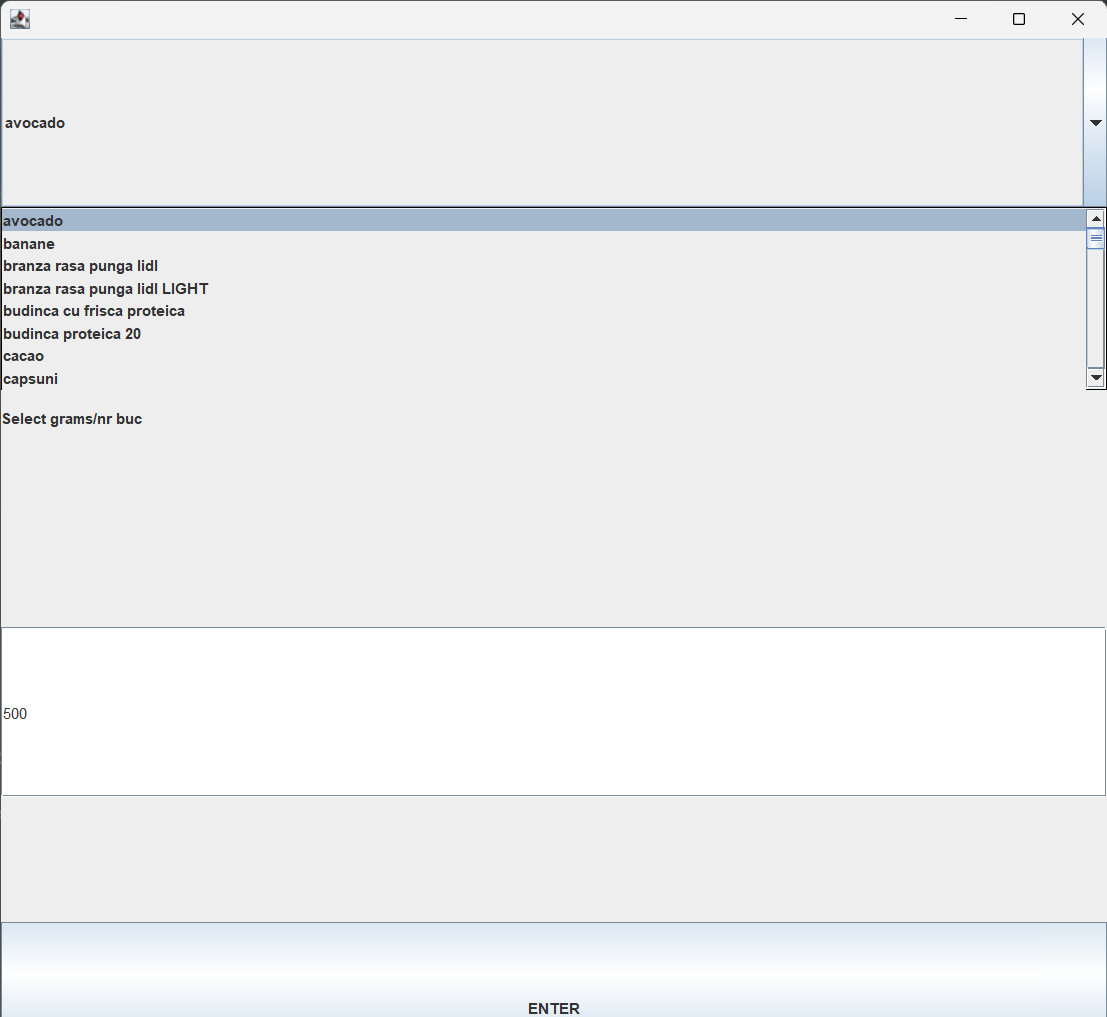 avocado
avocado
banane
branza rasa punga lidl
branza rasa punga lidl LIGHT
budinca cu frisca proteica
budinca proteica 20
cacao
capsuni
Select grams/nr buc
500
ENTER